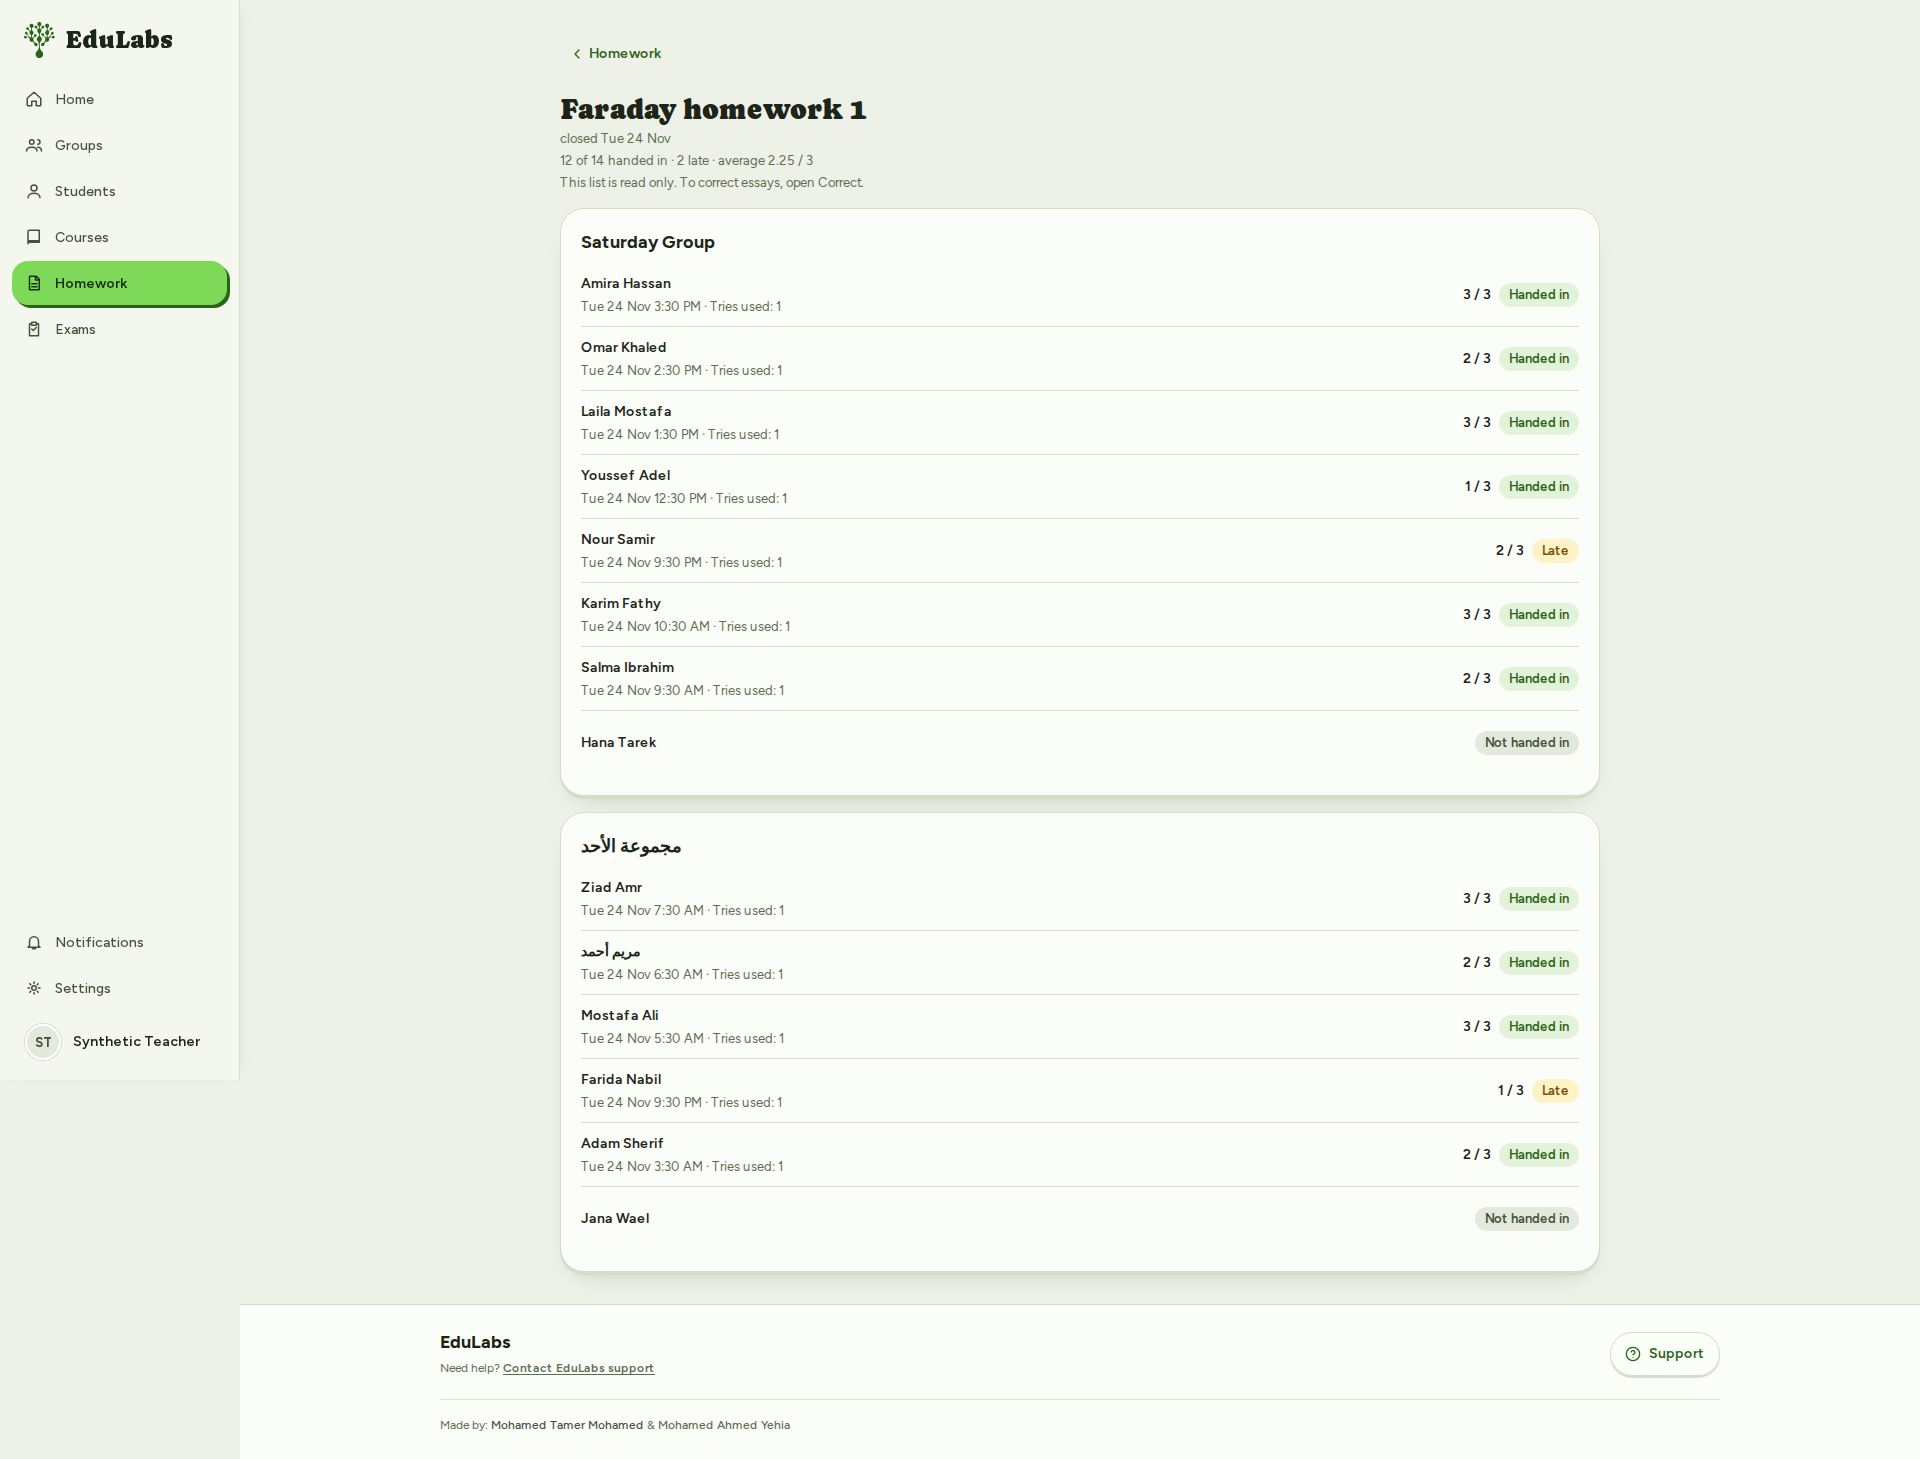 EduLabs
Home
Groups
Students
Courses
Homework
Exams
Notifications
Settings
ST
Synthetic Teacher
Homework
Faraday homework 1
closed Tue 24 Nov
12 of 14 handed in · 2 late · average 2.25 / 3
This list is read only. To correct essays, open Correct.
Saturday Group
Amira Hassan
Tue 24 Nov 3:30 PM · Tries used: 1
3 / 3 Handed in
Omar Khaled
Tue 24 Nov 2:30 PM · Tries used: 1
2 / 3 Handed in
Laila Mostafa
Tue 24 Nov 1:30 PM · Tries used: 1
3 / 3 Handed in
Youssef Adel
Tue 24 Nov 12:30 PM · Tries used: 1
1 / 3 Handed in
Nour Samir
Tue 24 Nov 9:30 PM · Tries used: 1
2 / 3 Late
Karim Fathy
Tue 24 Nov 10:30 AM · Tries used: 1
3 / 3 Handed in
Salma Ibrahim
Tue 24 Nov 9:30 AM · Tries used: 1
2 / 3 Handed in
Hana Tarek
Not handed in
مجموعة الأحد
Ziad Amr
Tue 24 Nov 7:30 AM · Tries used: 1
3 / 3 Handed in
مريم أحمد
Tue 24 Nov 6:30 AM · Tries used: 1
2 / 3 Handed in
Mostafa Ali
Tue 24 Nov 5:30 AM · Tries used: 1
3 / 3 Handed in
Farida Nabil
Tue 24 Nov 9:30 PM · Tries used: 1
1 / 3 Late
Adam Sherif
Tue 24 Nov 3:30 AM · Tries used: 1
2 / 3 Handed in
Jana Wael
Not handed in
EduLabs
Need help? Contact EduLabs support
Support
Made by: Mohamed Tamer Mohamed & Mohamed Ahmed Yehia